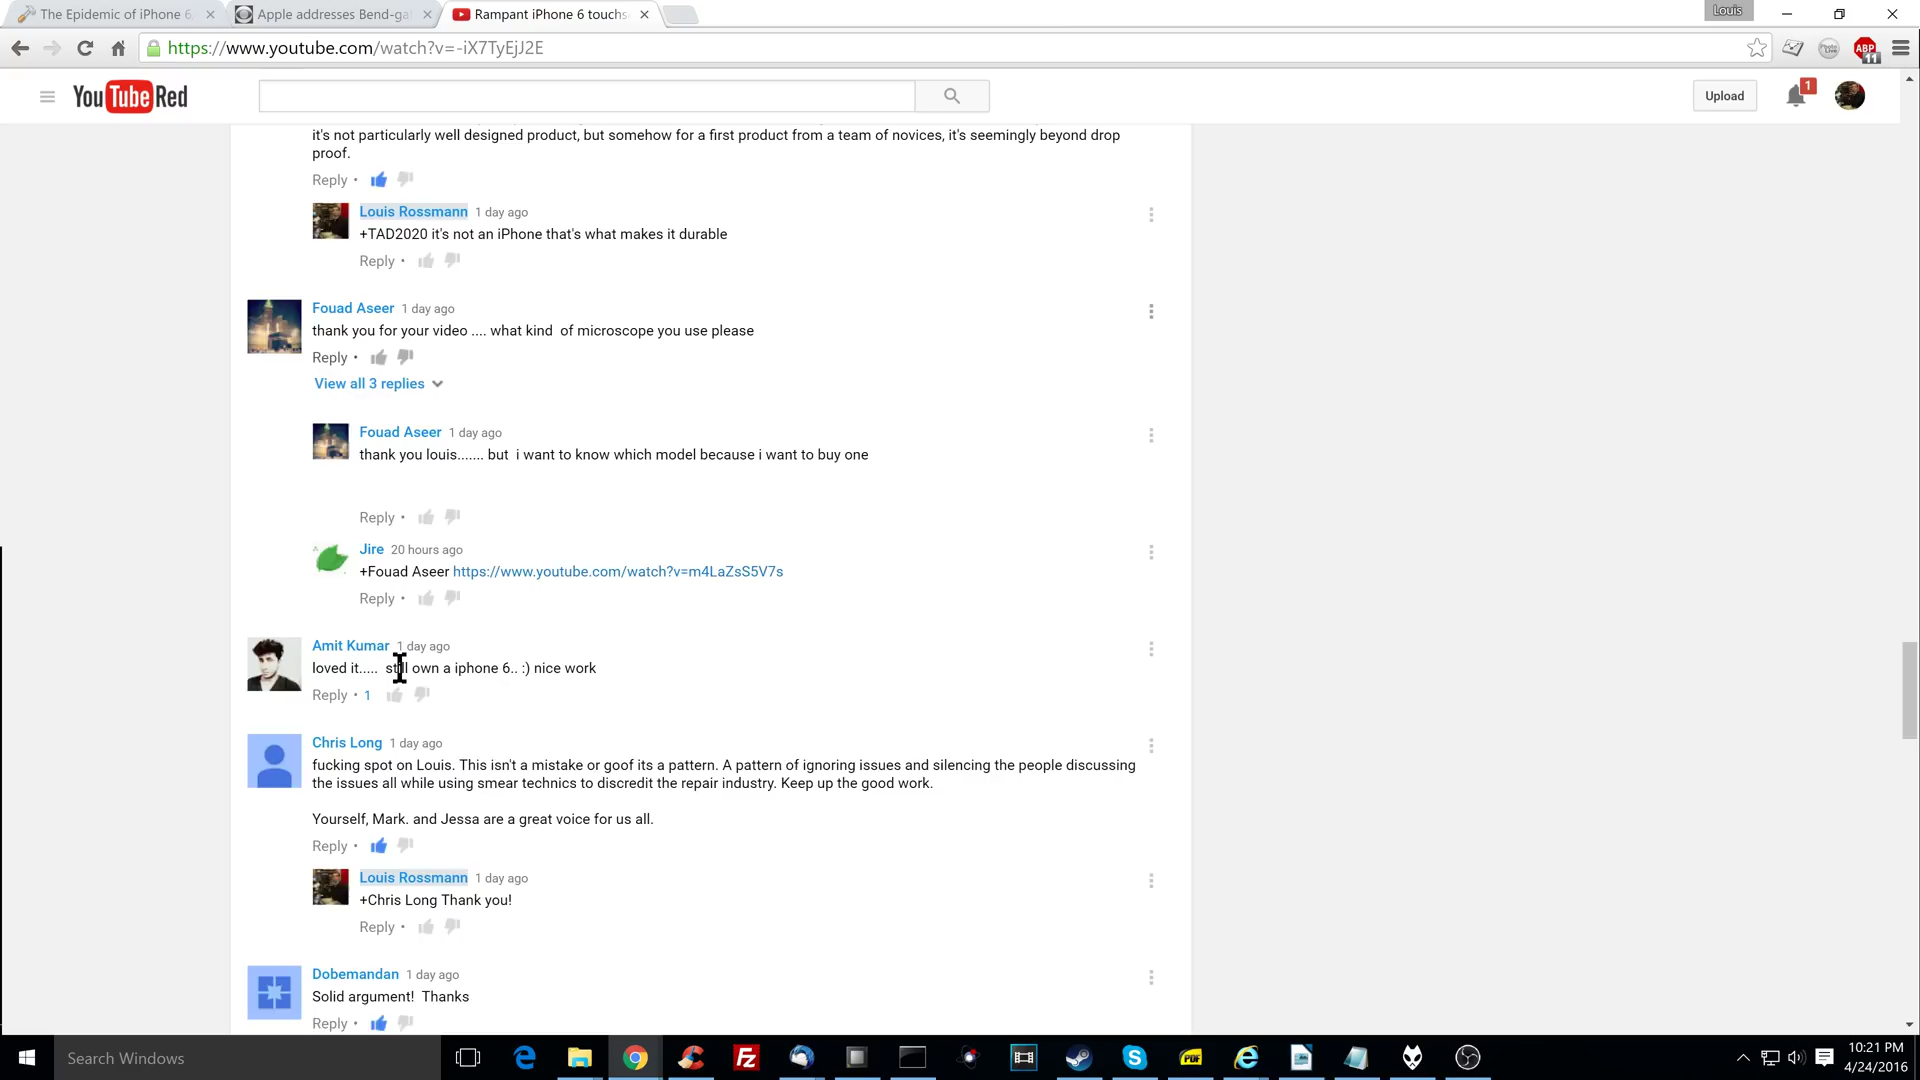 The Epidemic of iPhone 6
Apple addresses Bend-ga
Rampant iPhone 6 touchs
Louis
https://www.youtube.com/watch?v=-iX7TyEjJ2E
ABP
11
YouTube Red
Upload
1
it's not particularly well designed product, but somehow for a first product from a team of novices, it's seemingly beyond drop
proof.
Reply •
Louis Rossmann 1 day ago
+TAD2020 it's not an iPhone that's what makes it durable
Reply •
Fouad Aseer 1 day ago
thank you for your video .... what kind of microscope you use please
Reply •
View all 3 replies
Fouad Aseer 1 day ago
thank you louis....... but i want to know which model because i want to buy one
Reply •
Jire 20 hours ago
+Fouad Aseer https://www.youtube.com/watch?v=m4LaZsS5V7s
Reply •
Amit Kumar 1 day ago
loved it..... still own a iphone 6.. :) nice work
Reply • 1
Chris Long 1 day ago
fucking spot on Louis. This isn't a mistake or goof its a pattern. A pattern of ignoring issues and silencing the people discussing
the issues all while using smear technics to discredit the repair industry. Keep up the good work.
Yourself, Mark. and Jessa are a great voice for us all.
Reply •
Louis Rossmann 1 day ago
+Chris Long Thank you!
Reply •
Dobemandan 1 day ago
Solid argument! Thanks
Reply •
Search Windows
PDF
10:21 PM
4/24/2016